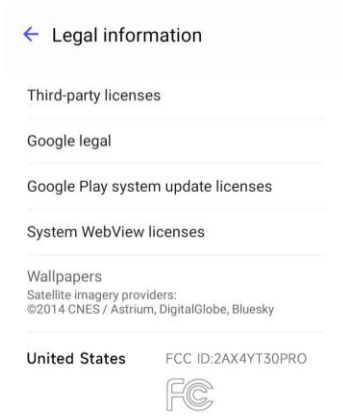 Legal information
Third-party licenses
Google legal
Google Play system update licenses
System WebView licenses
Wallpapers
Satellite imagery providers:
©2014 CNES / Astrium, DigitalGlobe, Bluesky
United States FCC ID:2AX4YT30PRO
FC